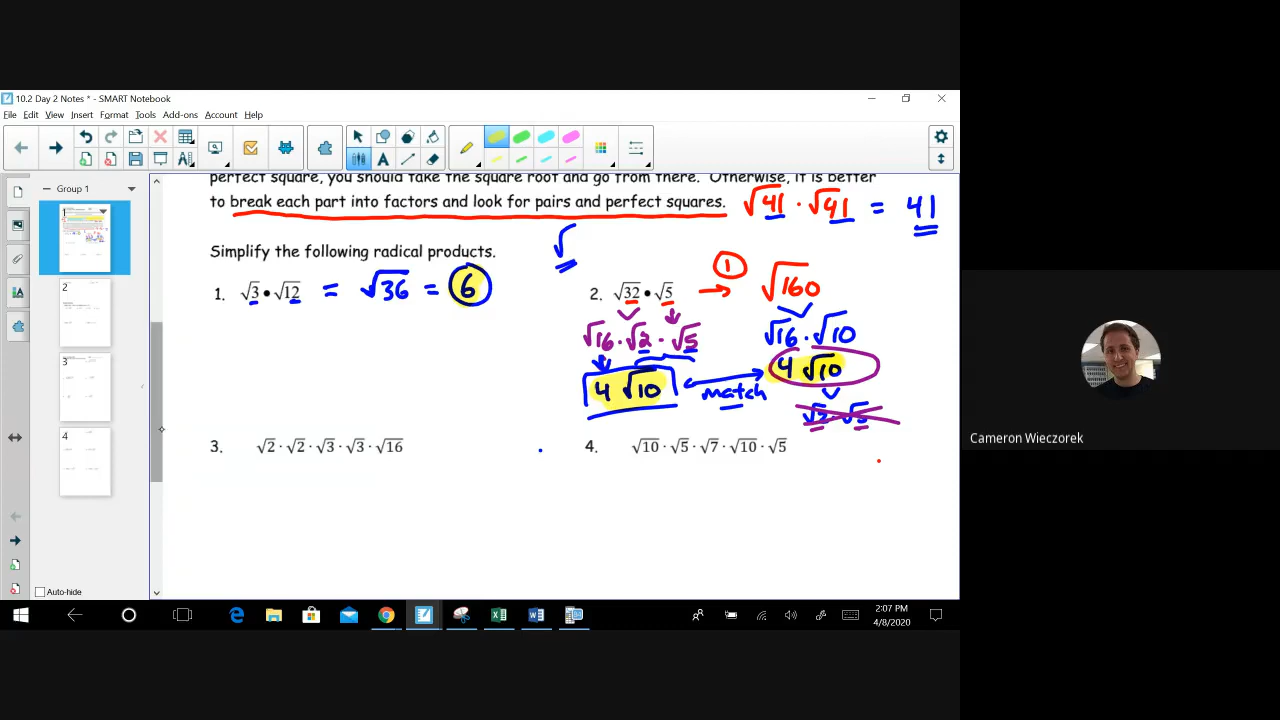 10.2 Day 2 Notes * - SMART Notebook
File Edit View Insert Format Tools Add-ons Account Help
Group 1
perfect square, you should take the square root and go from there. Otherwise, it is better
to break each part into factors and look for pairs and perfect squares. √41 · √41 = 41
Simplify the following radical products. √
1. √3 • √12 = √36 = 6
2. √32 • √5 → ① √160
√16 · √2 · √5 √16 · √10
4√10 match 4√10
3. √2 · √2 · √3 · √3 · √16
4. √10 · √5 · √7 · √10 · √5
2
3
4
Auto-hide
Cameron Wieczorek
2:07 PM
4/8/2020